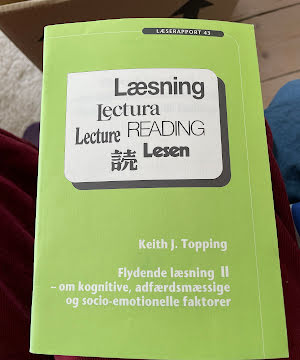 LÆSERAPPORT 43
Læsning
Lectura
Lecture READING
読 Lesen
Keith J. Topping
Flydende læsning II
– om kognitive, adfærdsmæssige
og socio-emotionelle faktorer